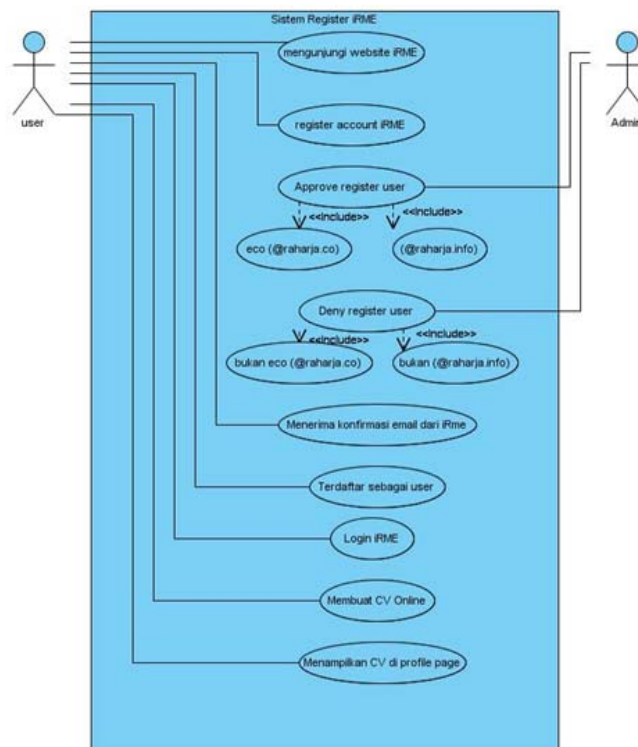 Sistem Register iRME
mengunjungi website iRME
user
Admin
register account iRME
Approve register user
<<Include>>
<<Include>>
eco (@raharja.co)
(@raharja.info)
Deny register user
<<Include>>
<<Include>>
bukan eco (@raharja.co)
bukan (@raharja.info)
Menerima konfirmasi email dari iRme
Terdaftar sebagai user
Login iRME
Membuat CV Online
Menampilkan CV di profile page